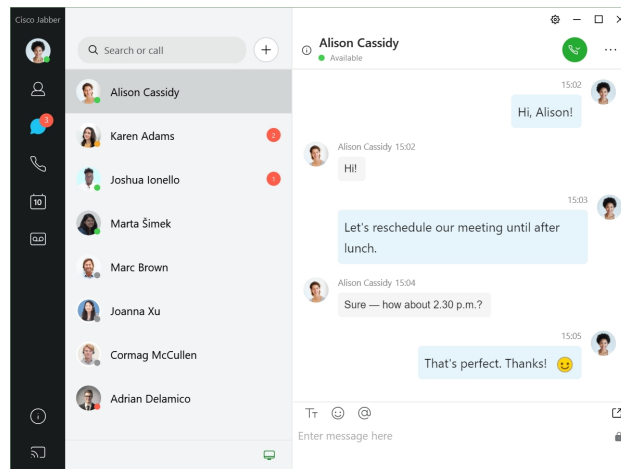 Cisco Jabber
Search or call
Alison Cassidy
3
Karen Adams
2
Joshua Ionello
1
10
Marta Šimek
Marc Brown
Joanna Xu
Cormag McCullen
Adrian Delamico
Alison Cassidy
Available
15:02
Hi, Alison!
Alison Cassidy 15:02
Hi!
15:03
Let's reschedule our meeting until after
lunch.
Alison Cassidy 15:04
Sure — how about 2.30 p.m.?
15:05
That's perfect. Thanks!
TT
Enter message here